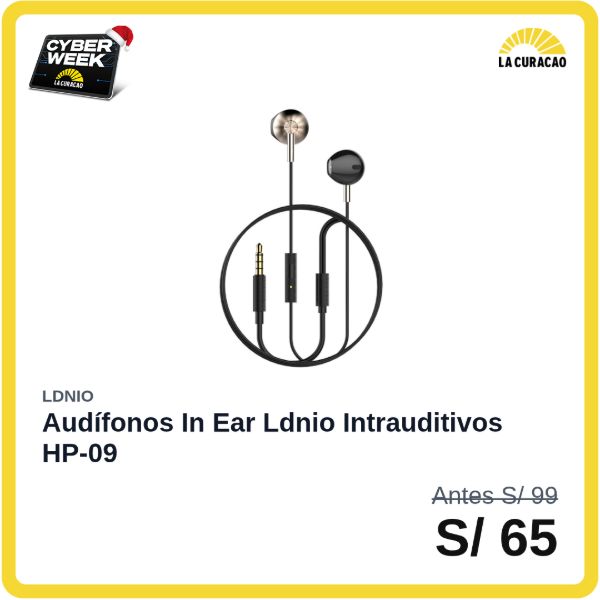 CYBER
WEEK
LA CURACAO
LA CURACAO
LDNIO
Audífonos In Ear Ldnio Intrauditivos
HP-09
Antes S/ 99
S/ 65